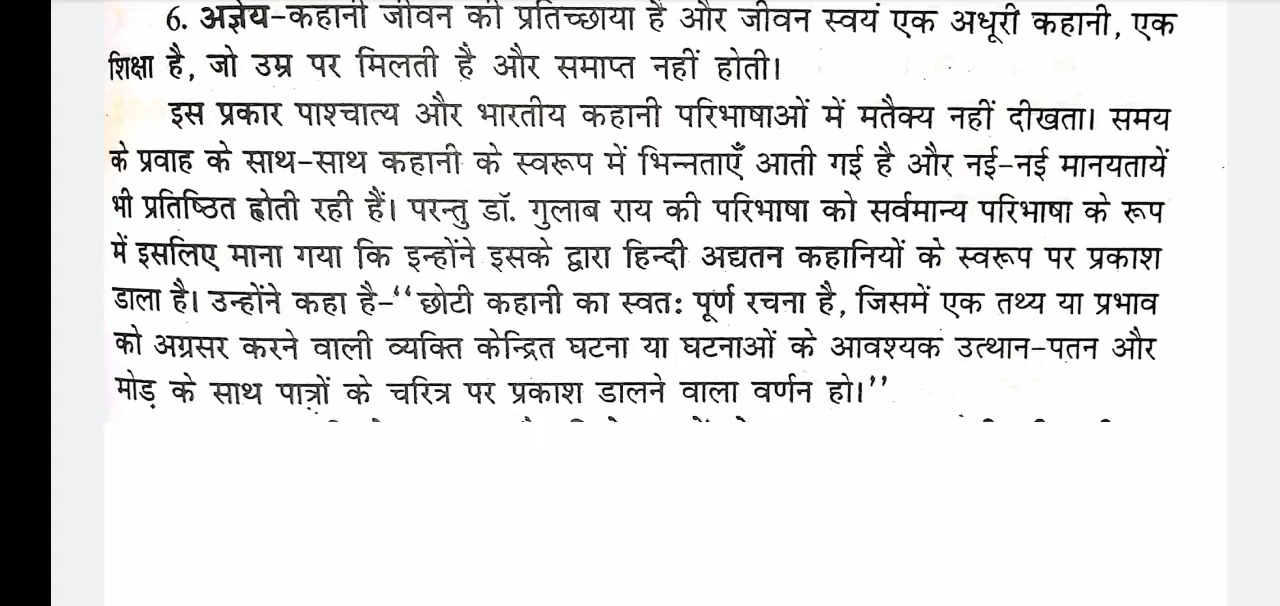 6. अज्ञेय-कहानी जीवन की प्रतिच्छाया है और जीवन स्वयं एक अधूरी कहानी, एक
शिक्षा है, जो उम्र पर मिलती है और समाप्त नहीं होती।
इस प्रकार पाश्चात्य और भारतीय कहानी परिभाषाओं में मतैक्य नहीं दीखता। समय
के प्रवाह के साथ-साथ कहानी के स्वरूप में भिन्नताएँ आती गई है और नई-नई मानयतायें
भी प्रतिष्ठित होती रही हैं। परन्तु डॉ. गुलाब राय की परिभाषा को सर्वमान्य परिभाषा के रूप
में इसलिए माना गया कि इन्होंने इसके द्वारा हिन्दी अद्यतन कहानियों के स्वरूप पर प्रकाश
डाला है। उन्होंने कहा है-‘‘छोटी कहानी का स्वतः पूर्ण रचना है, जिसमें एक तथ्य या प्रभाव
को अग्रसर करने वाली व्यक्ति केन्द्रित घटना या घटनाओं के आवश्यक उत्थान-पतन और
मोड़ के साथ पात्रों के चरित्र पर प्रकाश डालने वाला वर्णन हो।’’